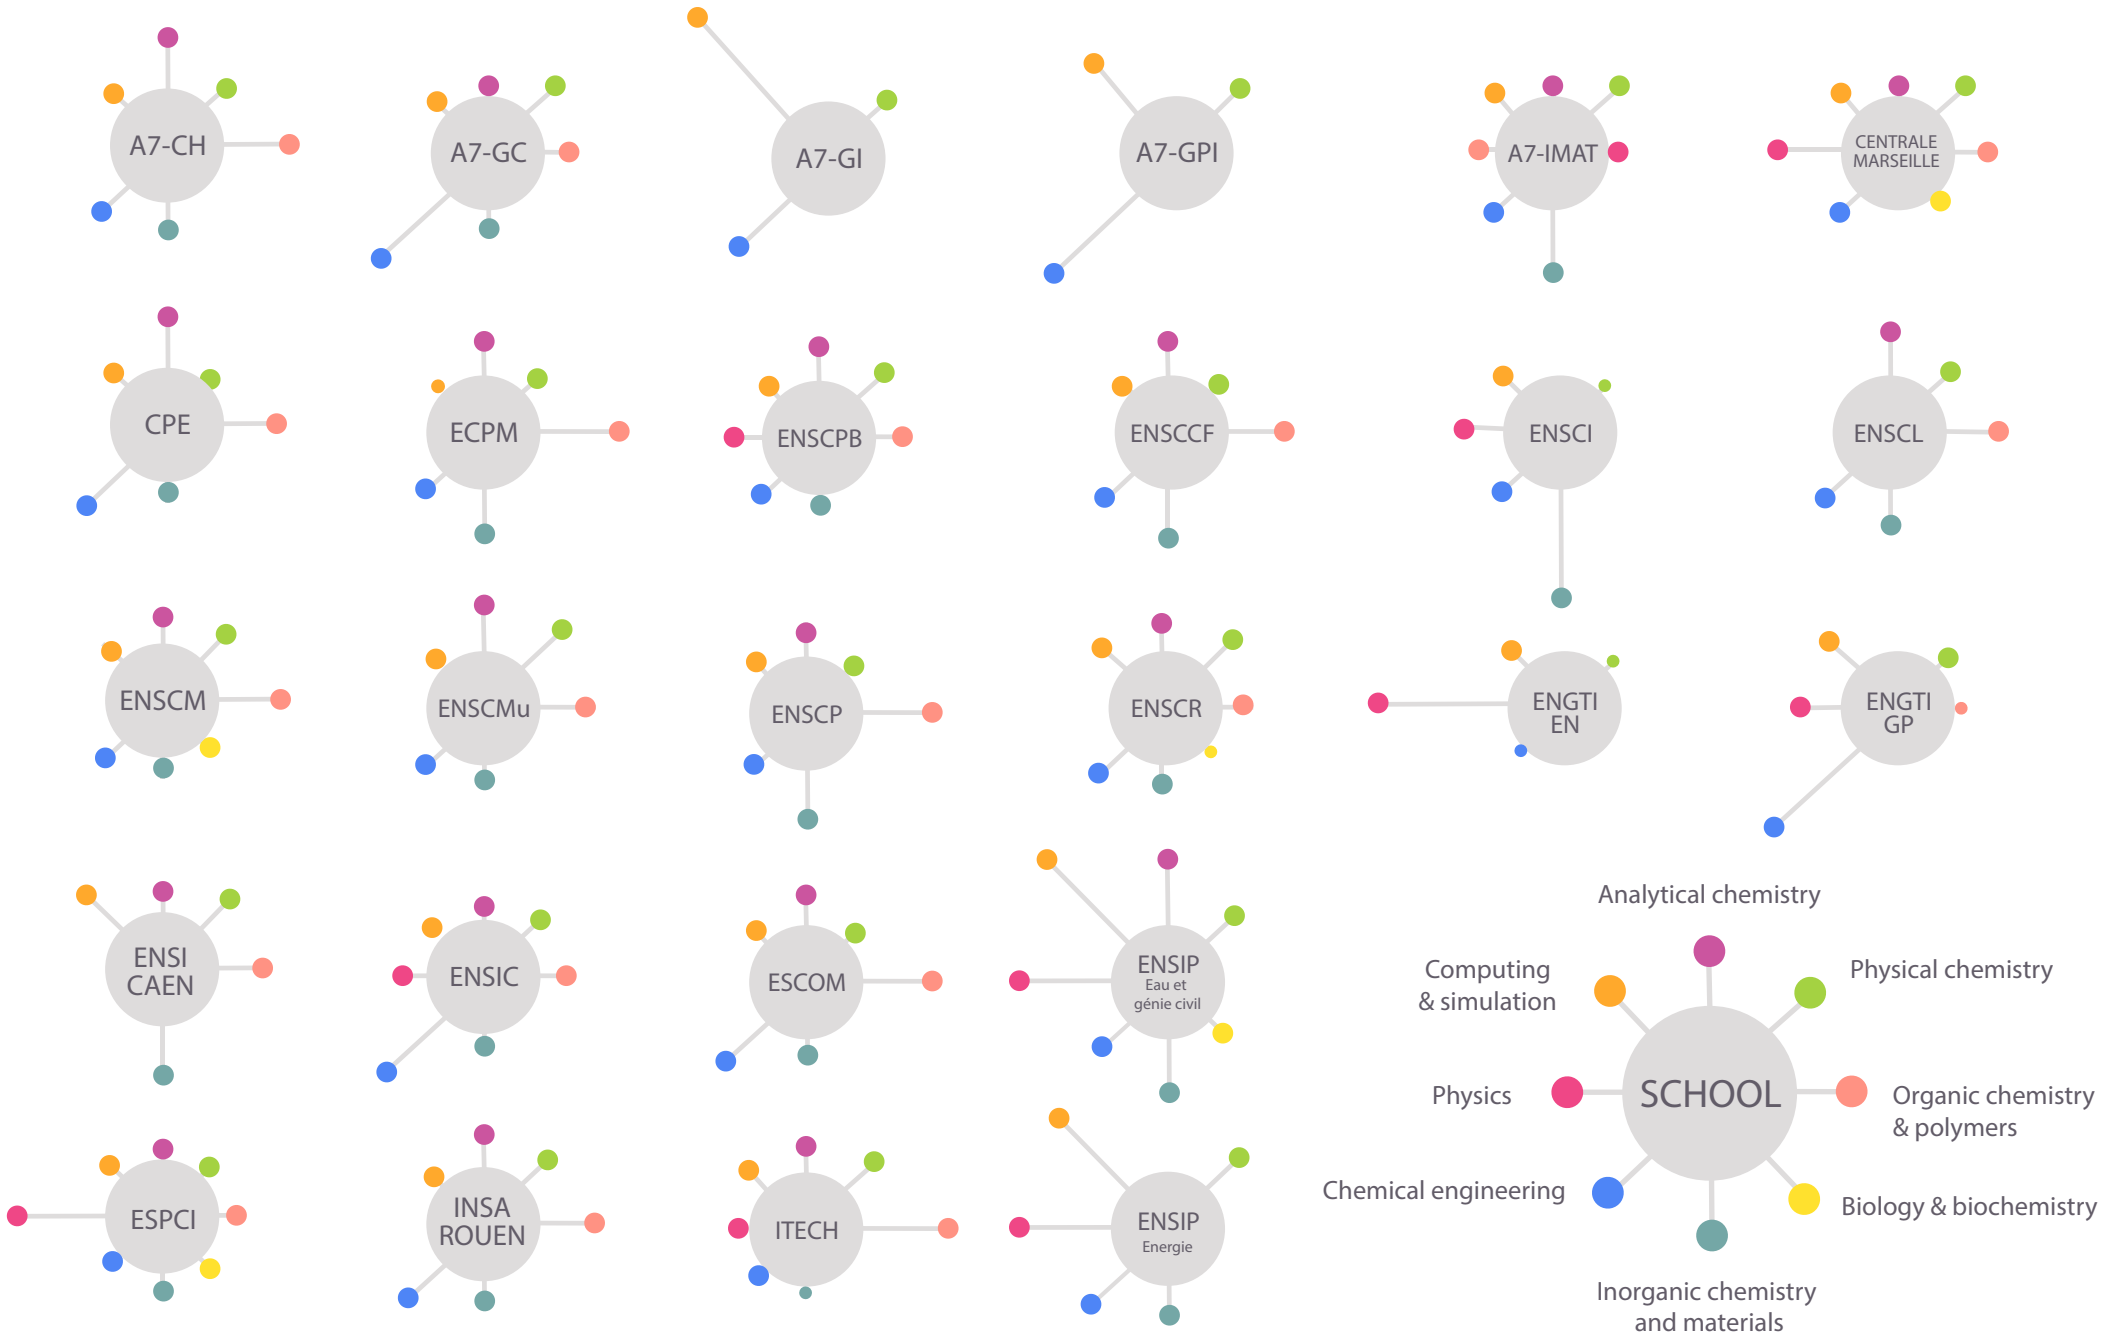 A7-CH
A7-GC
A7-GI
A7-GPI
A7-IMAT
CENTRALE
MARSEILLE
CPE
ECPM
ENSCPB
ENSCCF
ENSCI
ENSCL
ENSCM
ENSCMu
ENSCP
ENSCR
ENGTI
EN
ENGTI
GP
ENSI
CAEN
ENSIC
ESCOM
ENSIP
Eau et
génie civil
ESPCI
INSA
ROUEN
ITECH
ENSIP
Energie
Analytical chemistry
Computing
& simulation
Physical chemistry
Physics
SCHOOL
Organic chemistry
& polymers
Chemical engineering
Biology & biochemistry
Inorganic chemistry
and materials